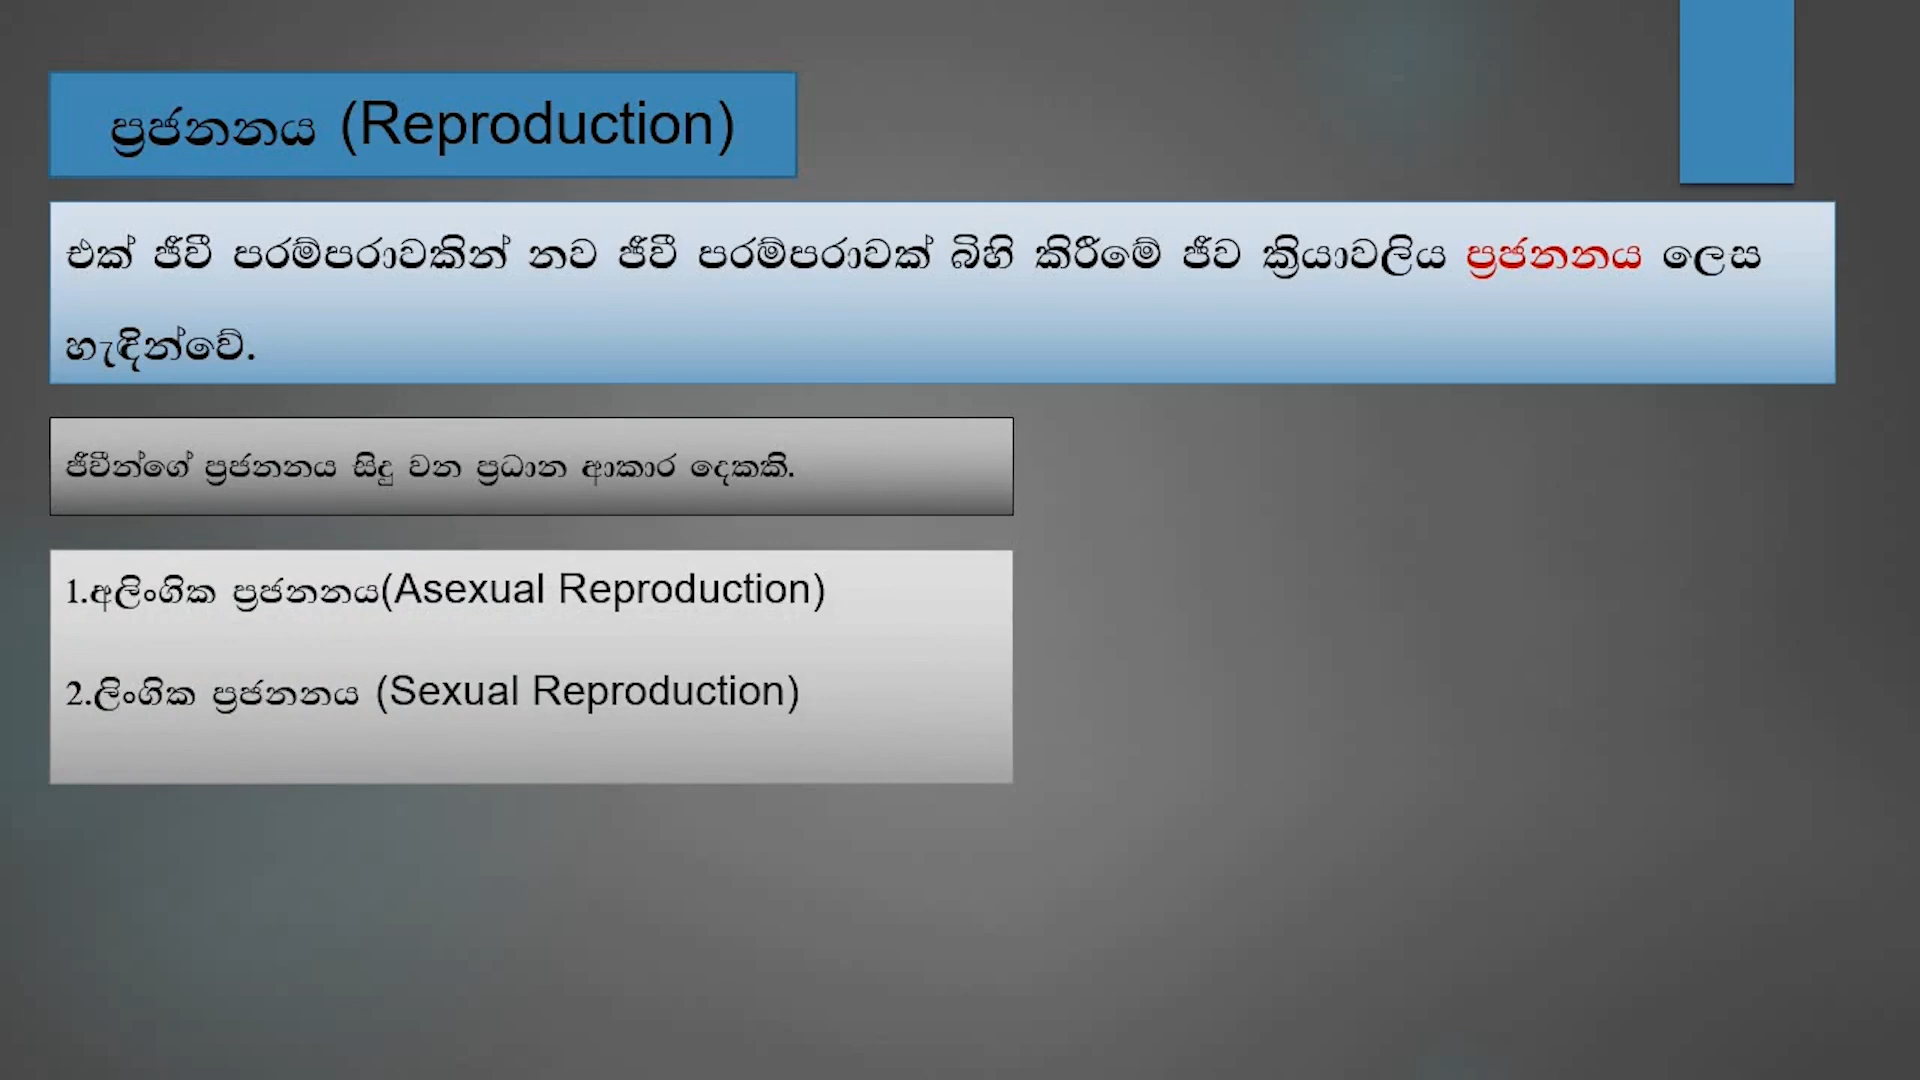 ප්‍රජනනය (Reproduction)
එක් ජීවී පරම්පරාවකින් නව ජීවී පරම්පරාවක් බිහි කිරීමේ ජීව ක්‍රියාවලිය ප්‍රජනනය ලෙස
හැඳින්වේ.
ජීවීන්ගේ ප්‍රජනනය සිදු වන ප්‍රධාන ආකාර දෙකකි.
1.අලිංගික ප්‍රජනනය(Asexual Reproduction)
2.ලිංගික ප්‍රජනනය (Sexual Reproduction)